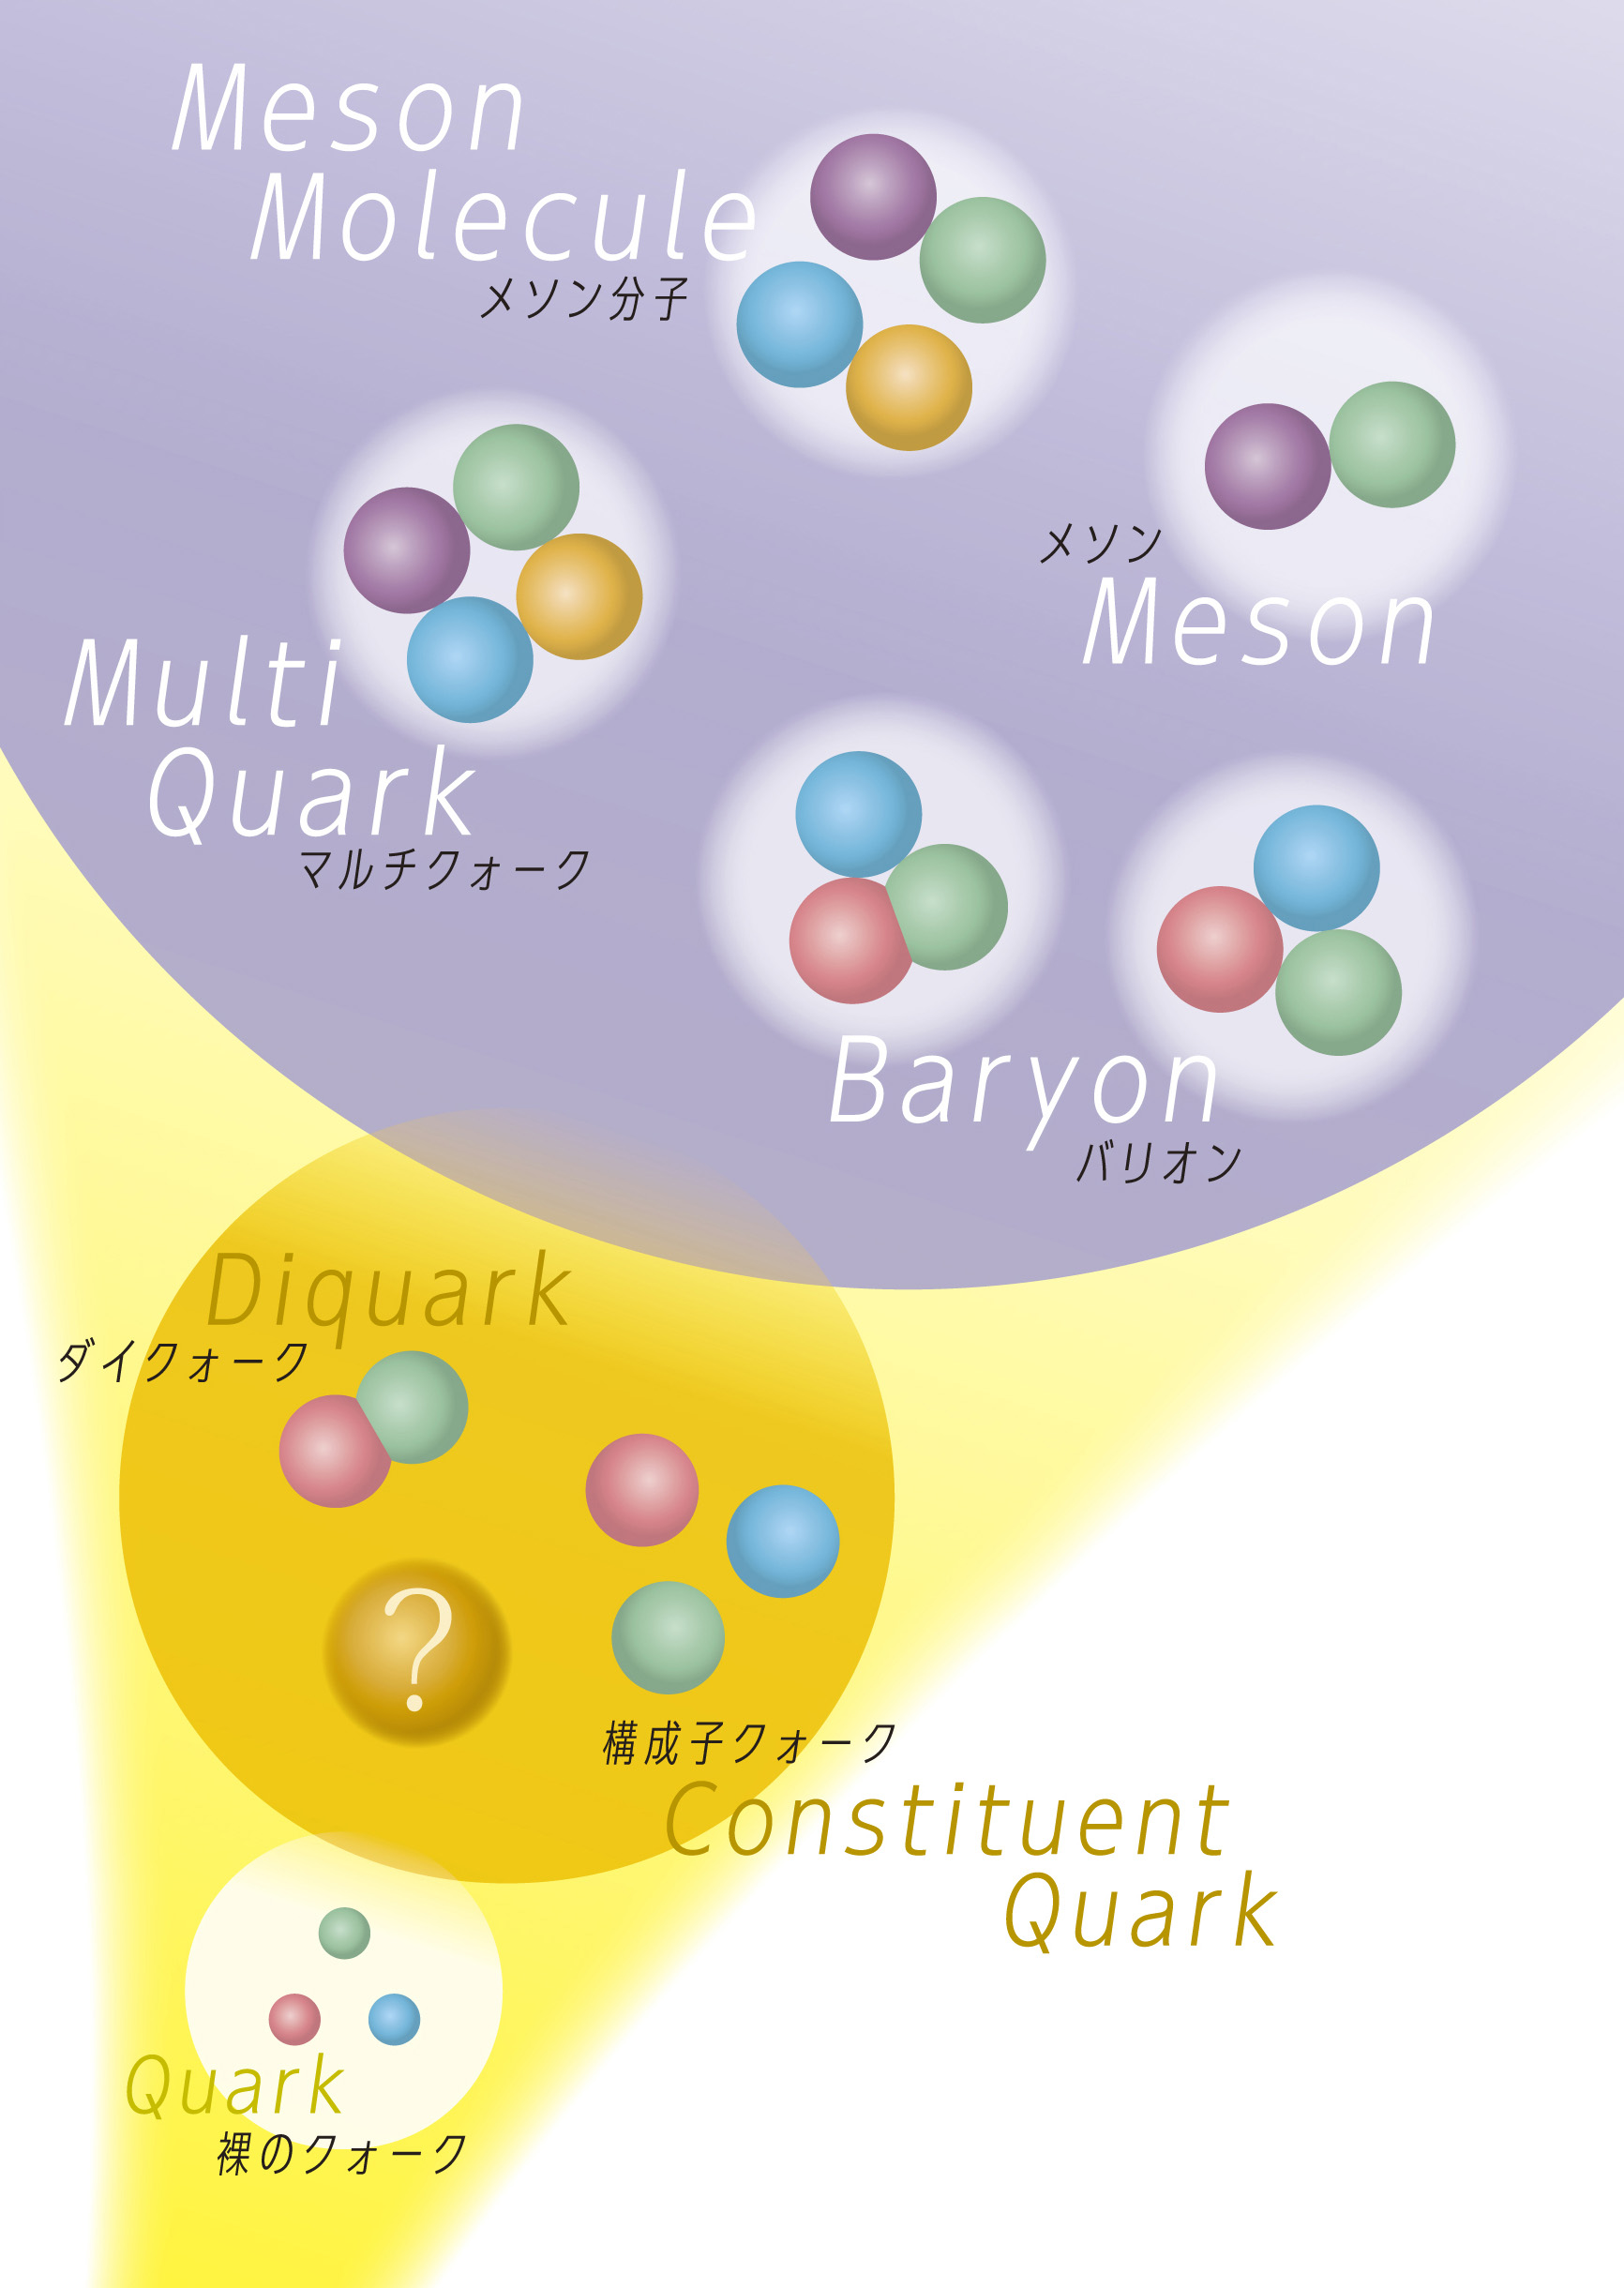 Meson
Molecule
メソン分子
メソン
Meson
Multi
Quark
マルチクォーク
Baryon
バリオン
Diquark
ダイクォーク
?
構成子クォーク
Constituent
Quark
Quark
裸のクォーク